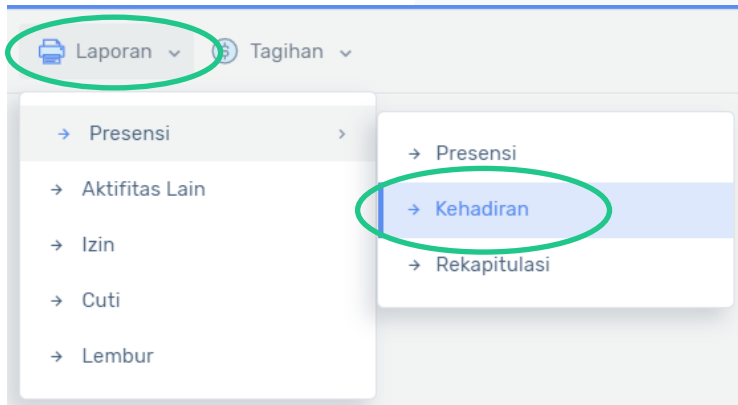 Laporan
Tagihan
Presensi
Aktifitas Lain
Izin
Cuti
Lembur
Presensi
Kehadiran
Rekapitulasi